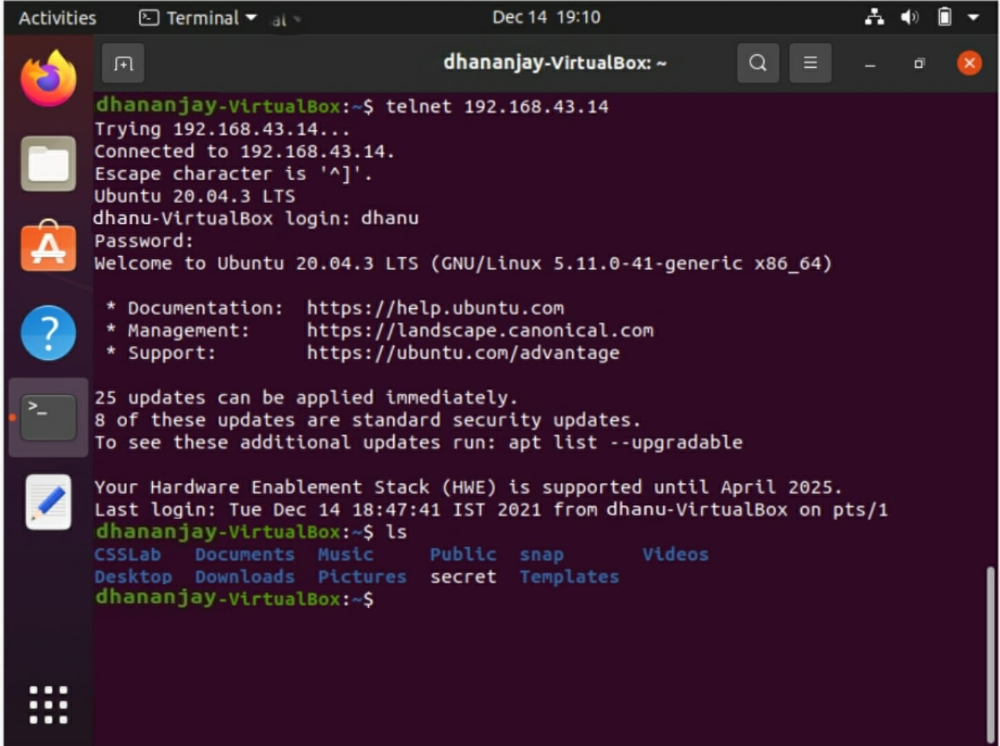 Activities Terminal al Dec 14 19:10
dhananjay-VirtualBox: ~
dhananjay-VirtualBox:~$ telnet 192.168.43.14
Trying 192.168.43.14...
Connected to 192.168.43.14.
Escape character is '^]'.
Ubuntu 20.04.3 LTS
dhanu-VirtualBox login: dhanu
Password:
Welcome to Ubuntu 20.04.3 LTS (GNU/Linux 5.11.0-41-generic x86_64)
* Documentation: https://help.ubuntu.com
* Management: https://landscape.canonical.com
* Support: https://ubuntu.com/advantage
25 updates can be applied immediately.
8 of these updates are standard security updates.
To see these additional updates run: apt list --upgradable
Your Hardware Enablement Stack (HWE) is supported until April 2025.
Last login: Tue Dec 14 18:47:41 IST 2021 from dhanu-VirtualBox on pts/1
dhananjay-VirtualBox:~$ ls
CSSLab Documents Music Public snap Videos
Desktop Downloads Pictures secret Templates
dhananjay-VirtualBox:~$